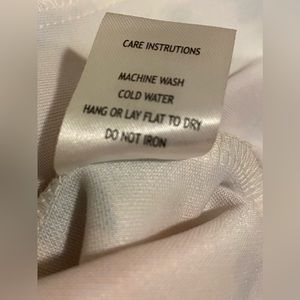 CARE INSTRUTIONS
MACHINE WASH
COLD WATER
HANG OR LAY FLAT TO DRY
DO NOT IRON